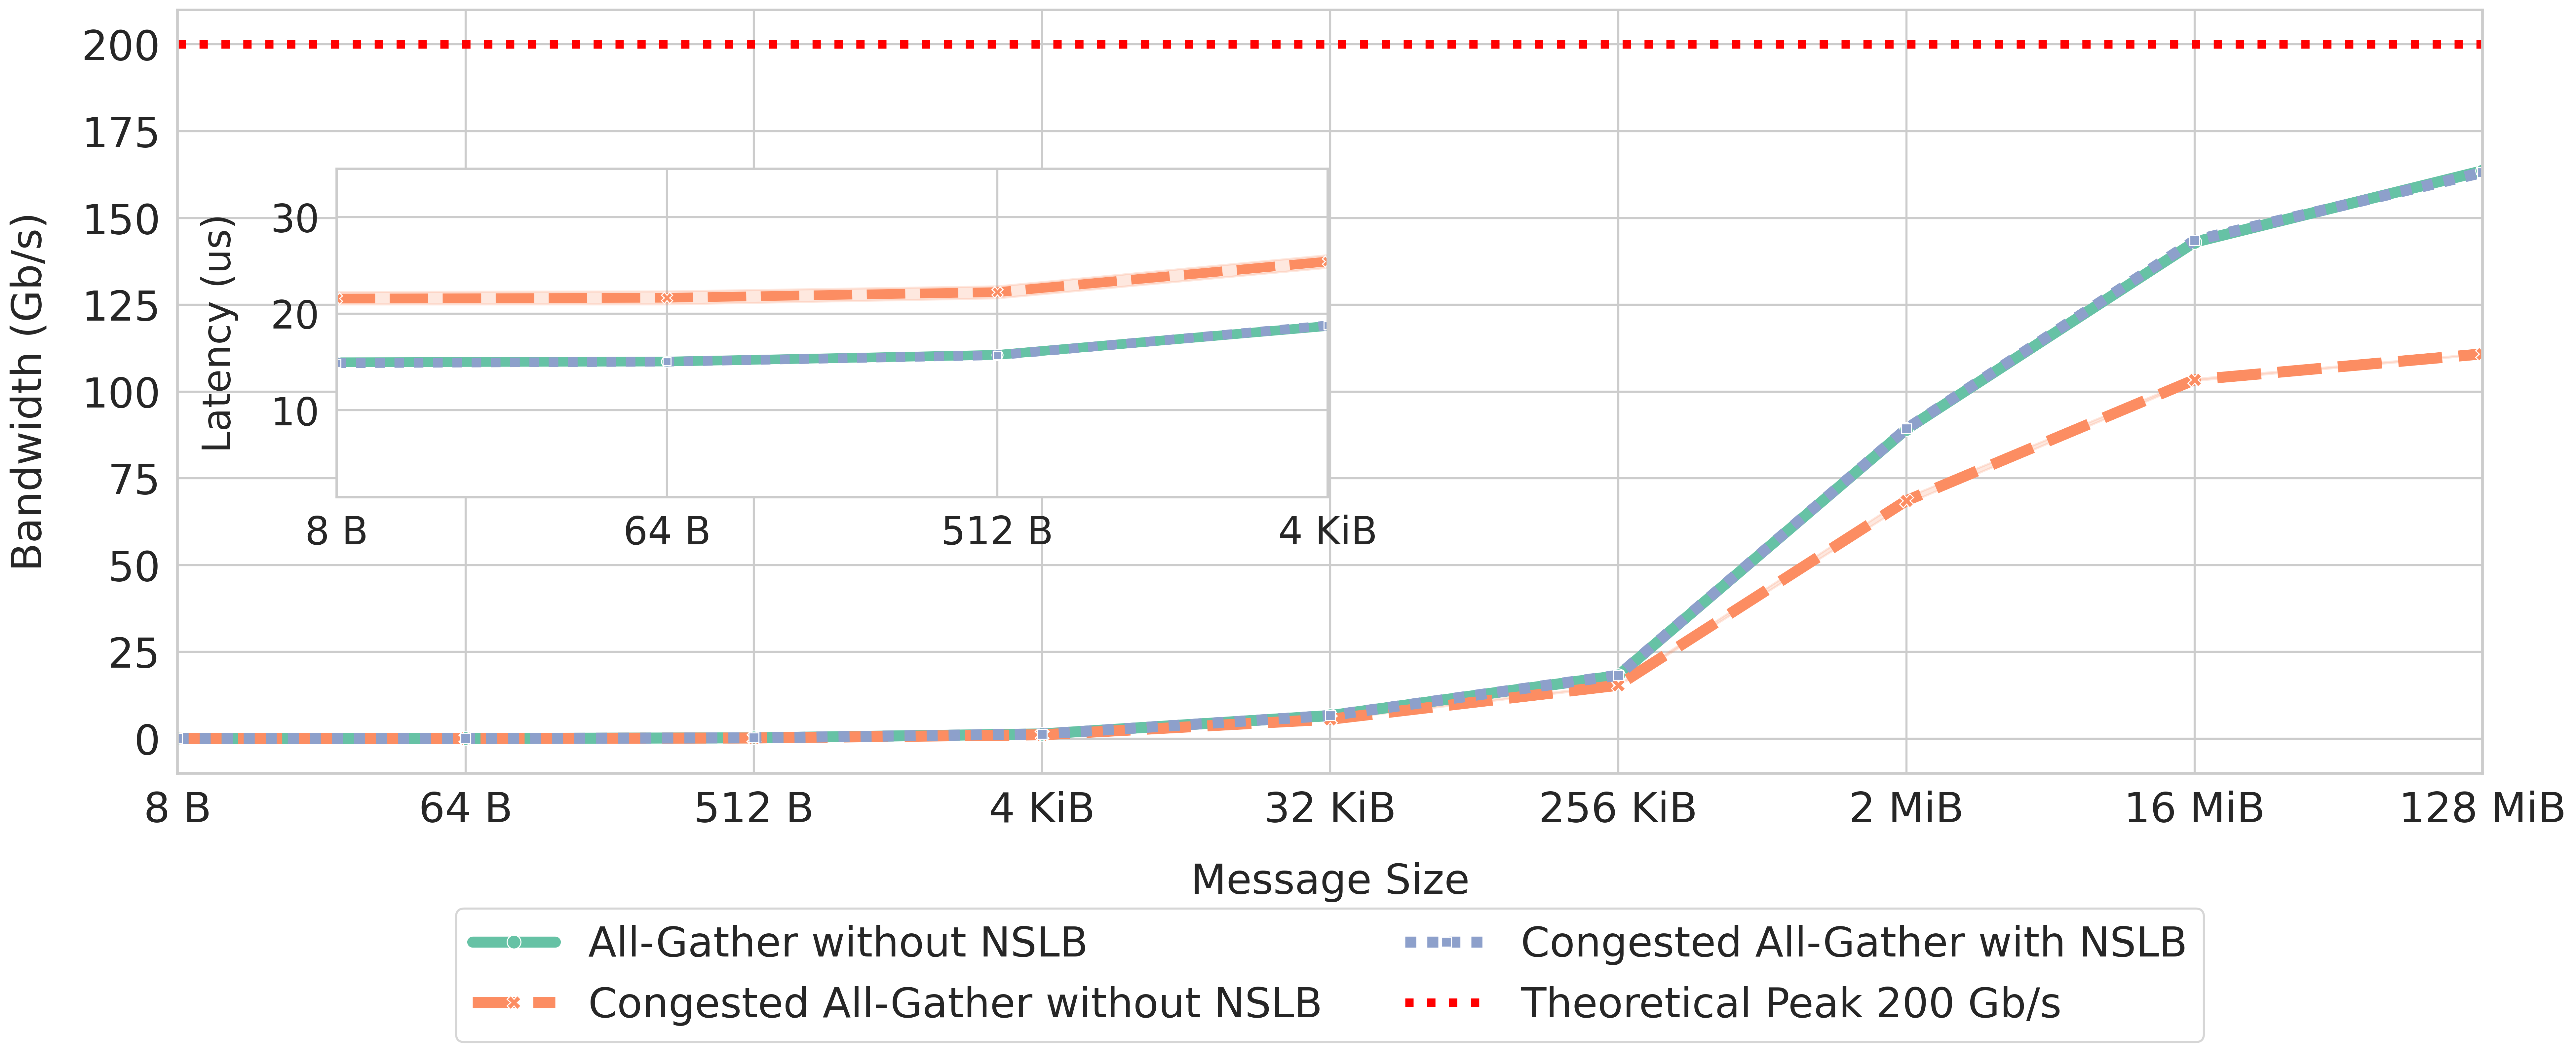 200
175
150
125
100
75
50
25
0
Bandwidth (Gb/s)
30
20
10
Latency (us)
8 B 64 B 512 B 4 KiB
8 B 64 B 512 B 4 KiB 32 KiB 256 KiB 2 MiB 16 MiB 128 MiB
Message Size
All-Gather without NSLB
Congested All-Gather without NSLB
Congested All-Gather with NSLB
Theoretical Peak 200 Gb/s